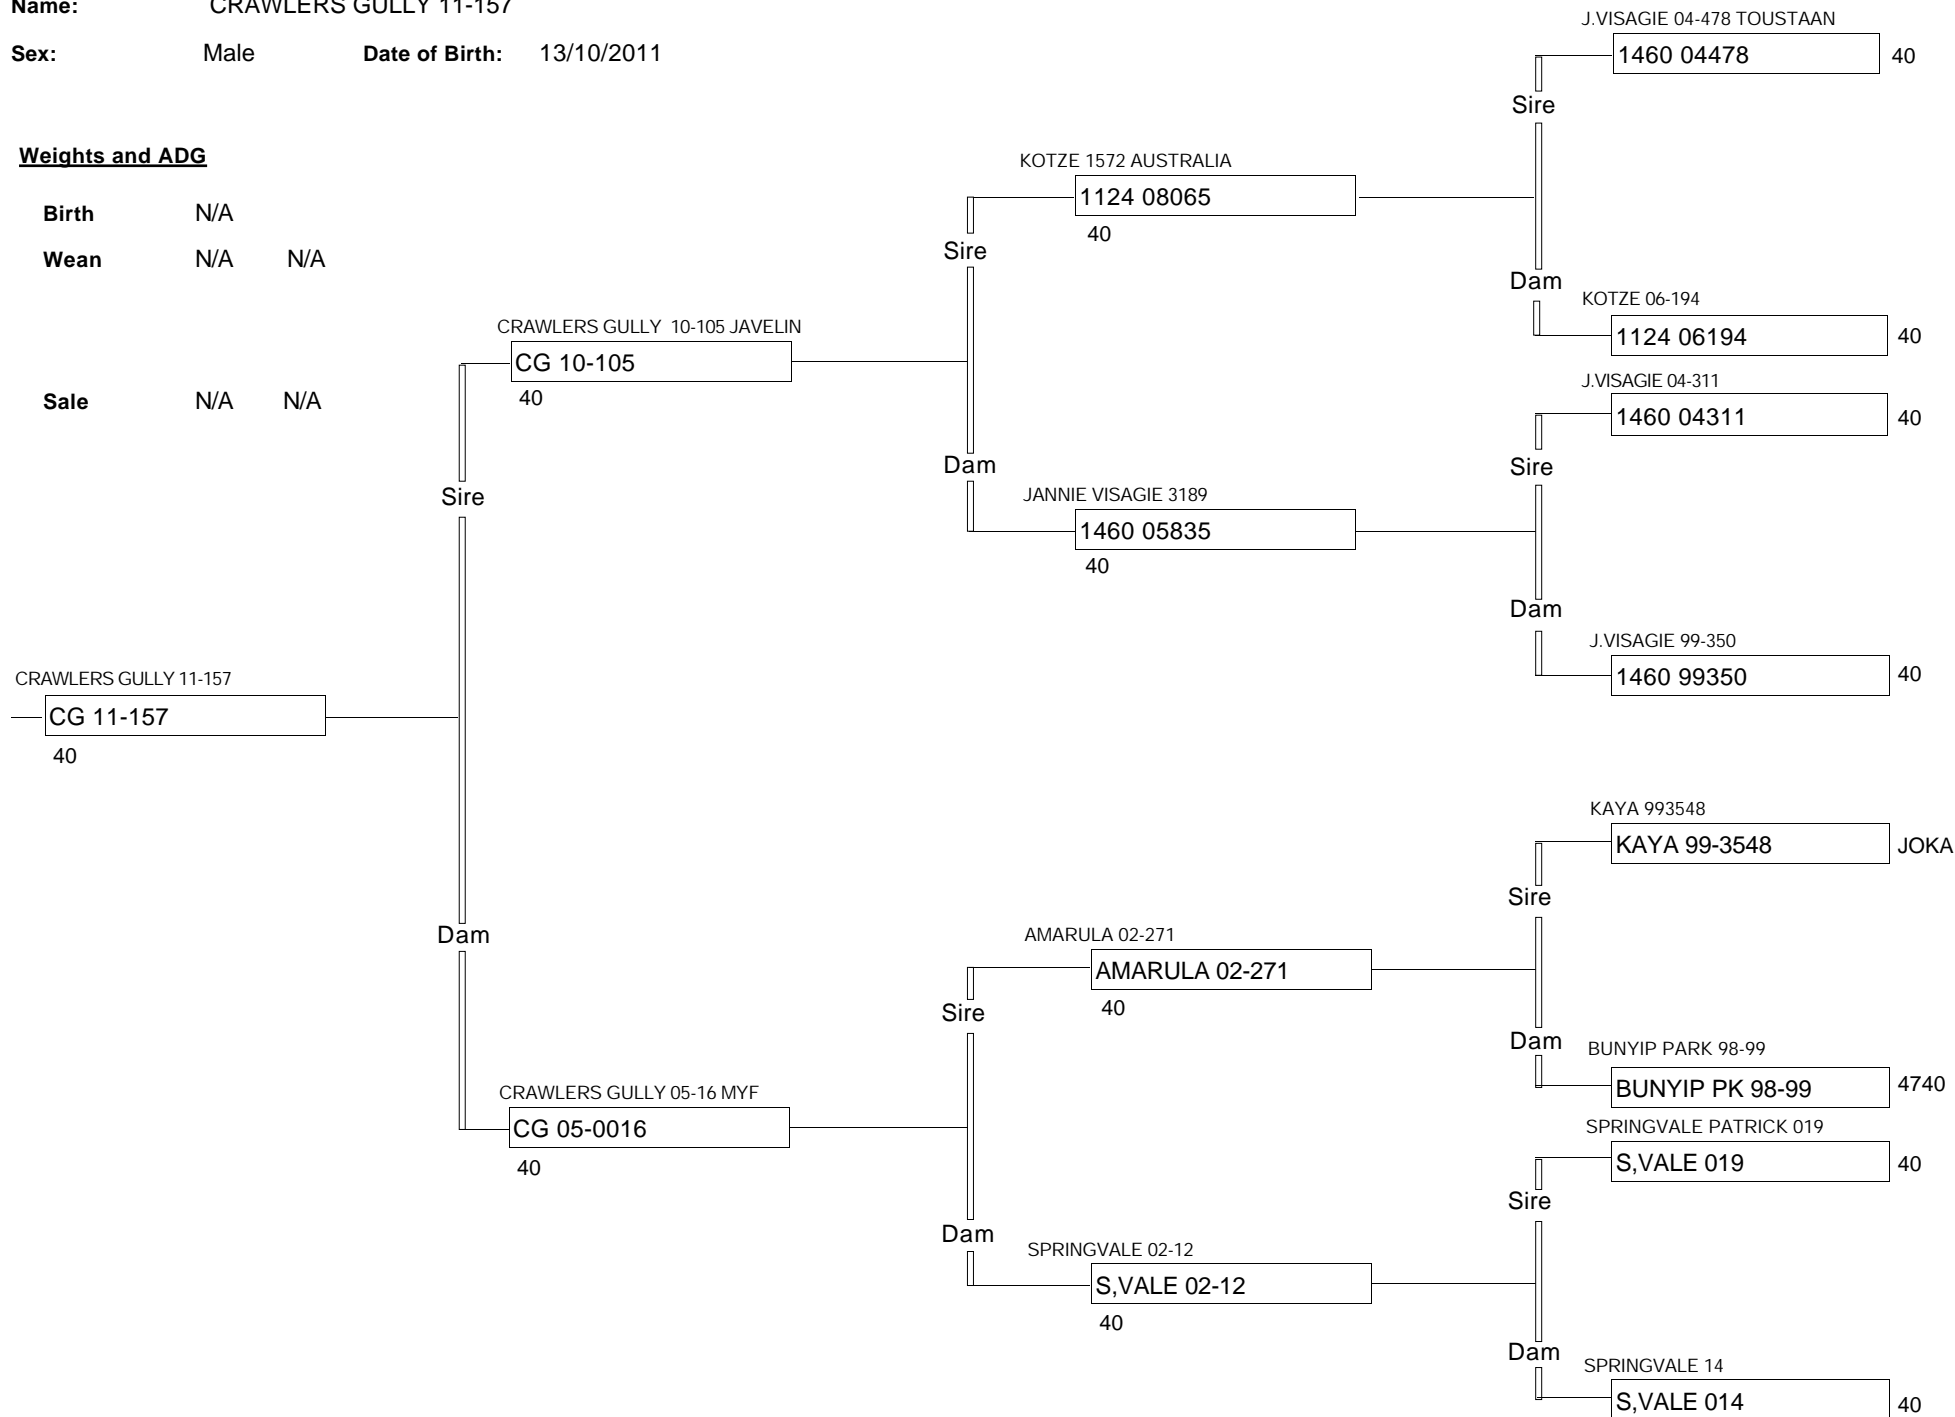 Name: CRAWLERS GULLY 11-157
J.VISAGIE 04-478 TOUSTAAN
Sex: Male Date of Birth: 13/10/2011
1460 04478 40
Sire
Weights and ADG
KOTZE 1572 AUSTRALIA
1124 08065
Birth N/A
40
Sire
Wean N/A N/A
Dam
KOTZE 06-194
CRAWLERS GULLY 10-105 JAVELIN
1124 06194 40
CG 10-105
J.VISAGIE 04-311
40
Sale N/A N/A
1460 04311 40
Dam
Sire
JANNIE VISAGIE 3189
Sire
1460 05835
40
Dam
J.VISAGIE 99-350
CRAWLERS GULLY 11-157
1460 99350 40
CG 11-157
40
KAYA 993548
KAYA 99-3548 JOKA
Sire
Dam
AMARULA 02-271
AMARULA 02-271
40
Sire
Dam
BUNYIP PARK 98-99
CRAWLERS GULLY 05-16 MYF
BUNYIP PK 98-99 4740
CG 05-0016
SPRINGVALE PATRICK 019
40
S,VALE 019 40
Sire
Dam
SPRINGVALE 02-12
S,VALE 02-12
40
Dam
SPRINGVALE 14
S,VALE 014 40